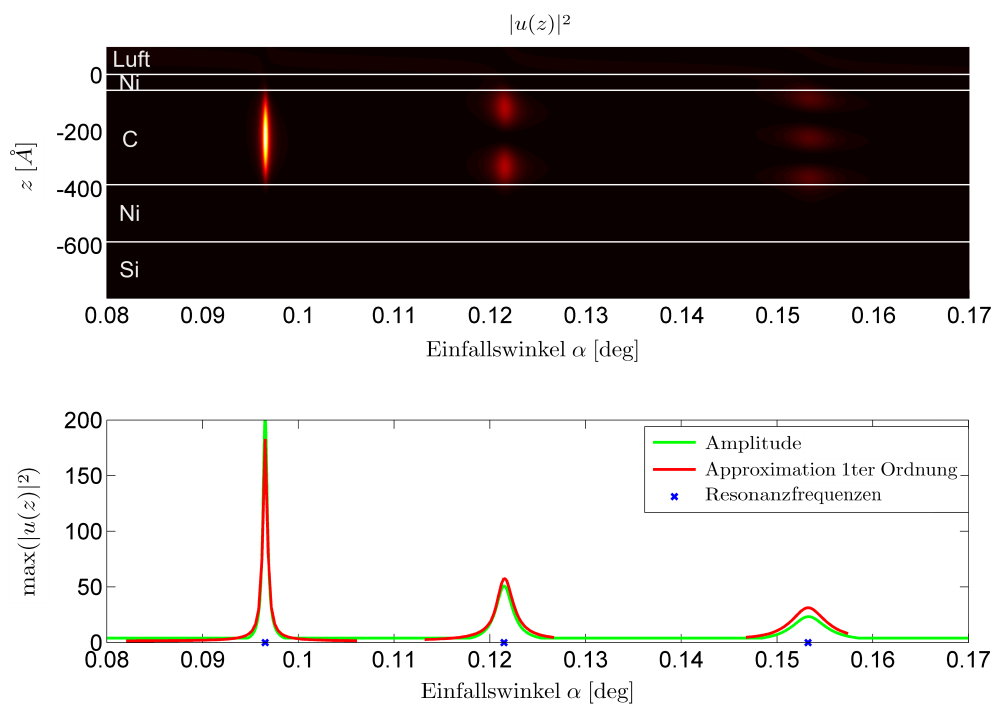 |u(z)|²
Luft
0
Ni
-200
C
z [Å]
-400
Ni
-600
Si
0.08 0.09 0.1 0.11 0.12 0.13 0.14 0.15 0.16 0.17
Einfallswinkel α [deg]
200
150
100
50
0
max(|u(z)|²)
Amplitude
Approximation 1ter Ordnung
Resonanzfrequenzen
0.08 0.09 0.1 0.11 0.12 0.13 0.14 0.15 0.16 0.17
Einfallswinkel α [deg]